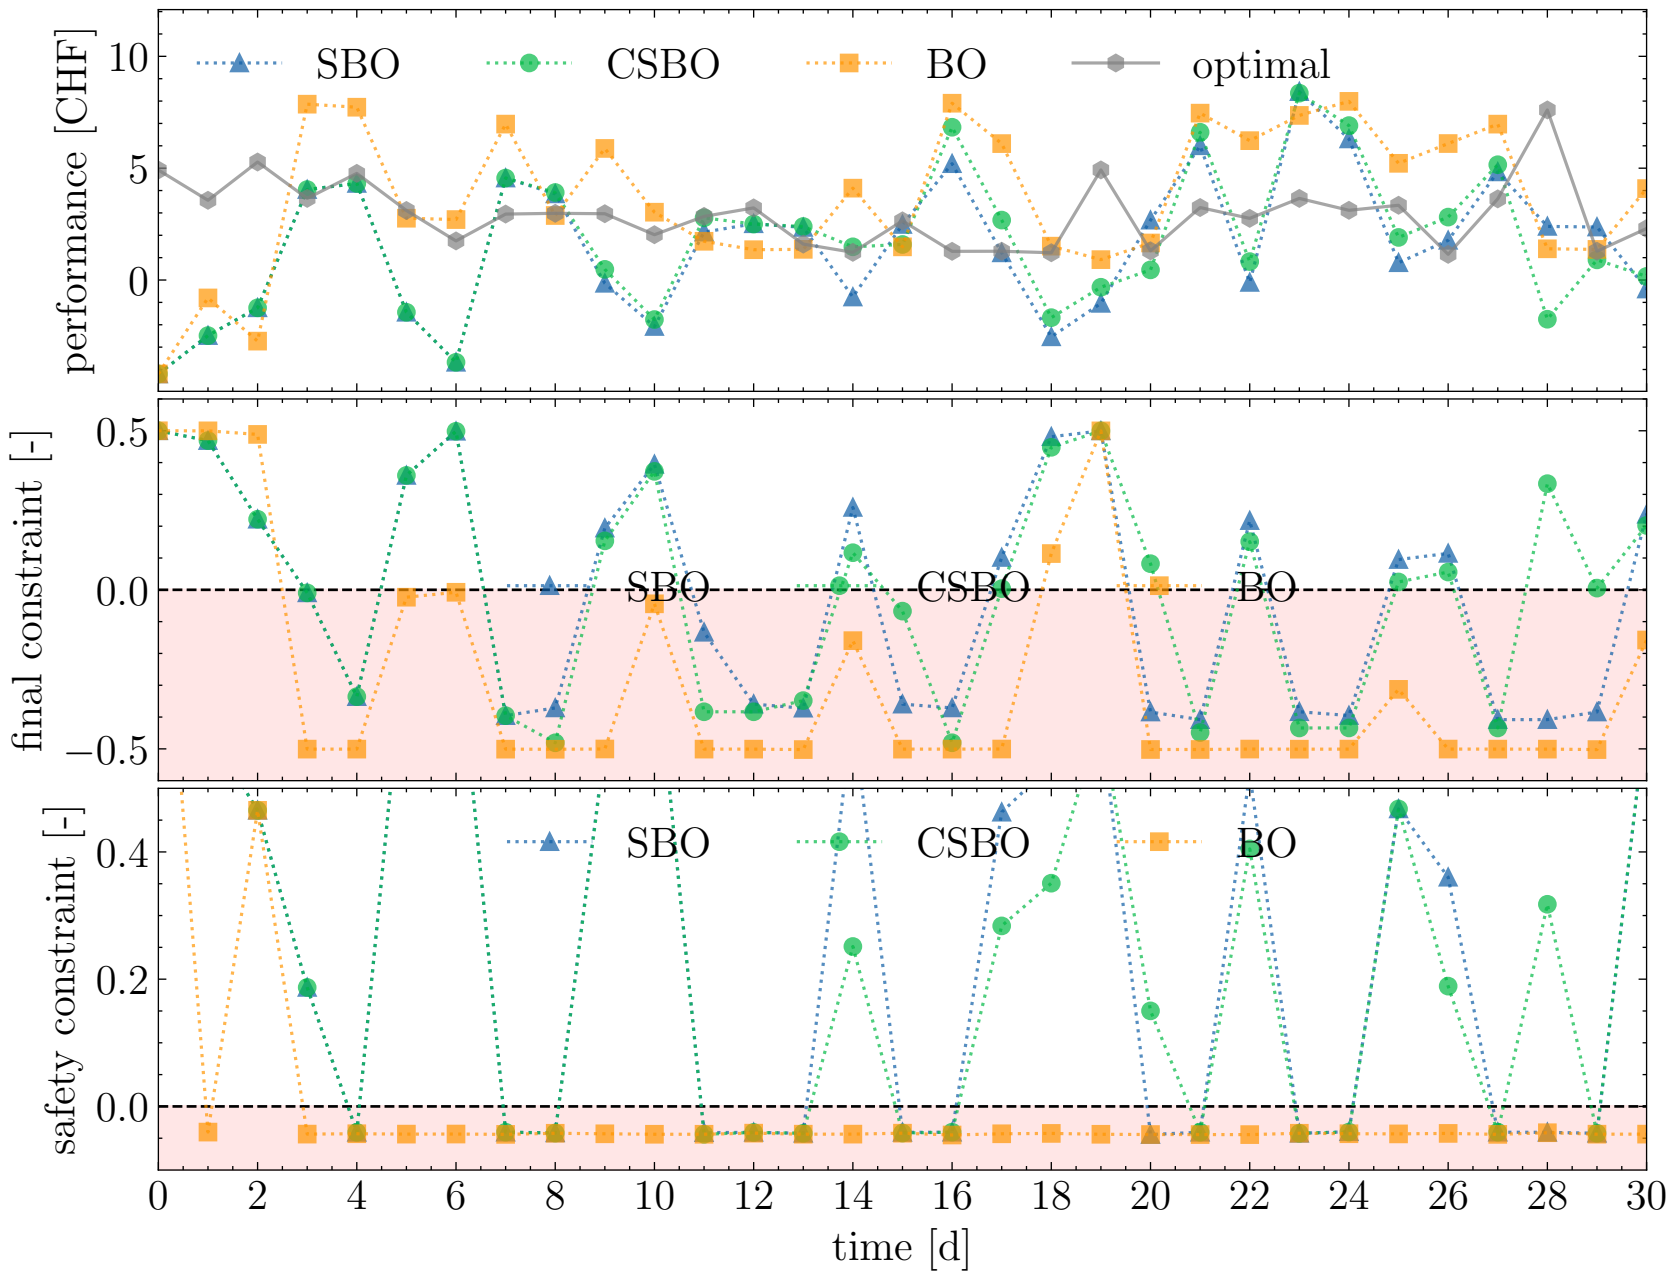 performance [CHF]
10
5
0
SBO CSBO BO optimal
final constraint [-]
0.5
0.0
−0.5
SBO CSBO BO
safety constraint [-]
0.4
0.2
0.0
SBO CSBO BO
0 2 4 6 8 10 12 14 16 18 20 22 24 26 28 30
time [d]